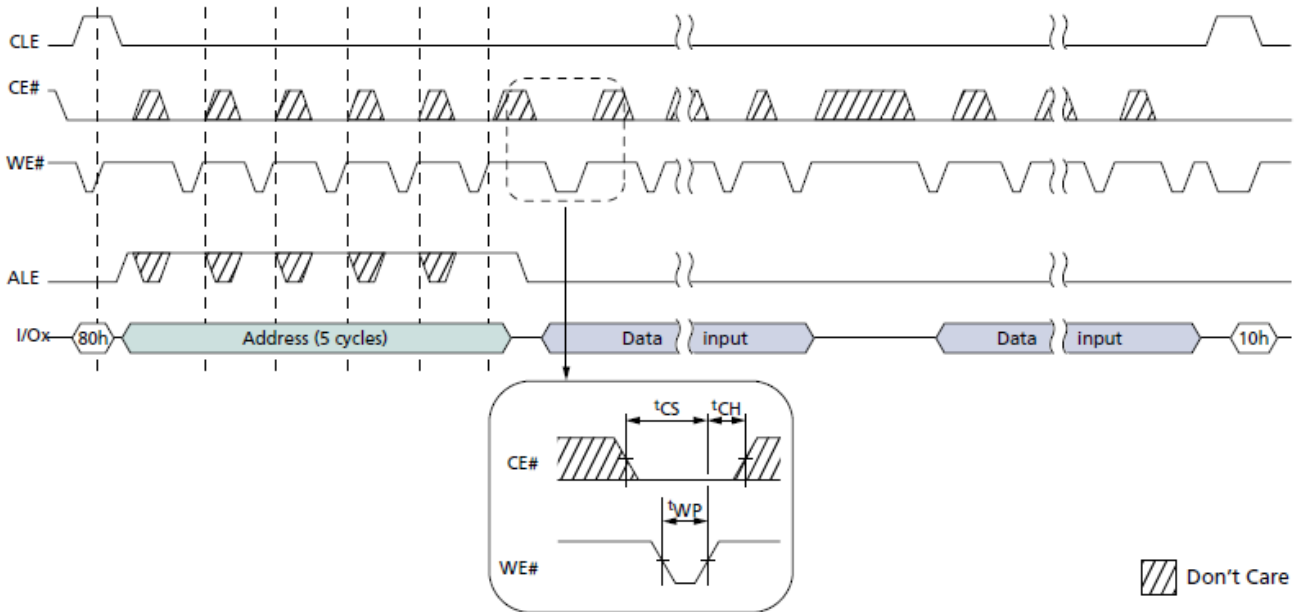 CLE
CE#
WE#
ALE
I/Ox 80h Address (5 cycles) Data input Data input 10h
tCS tCH
CE#
tWP
WE#
Don't Care